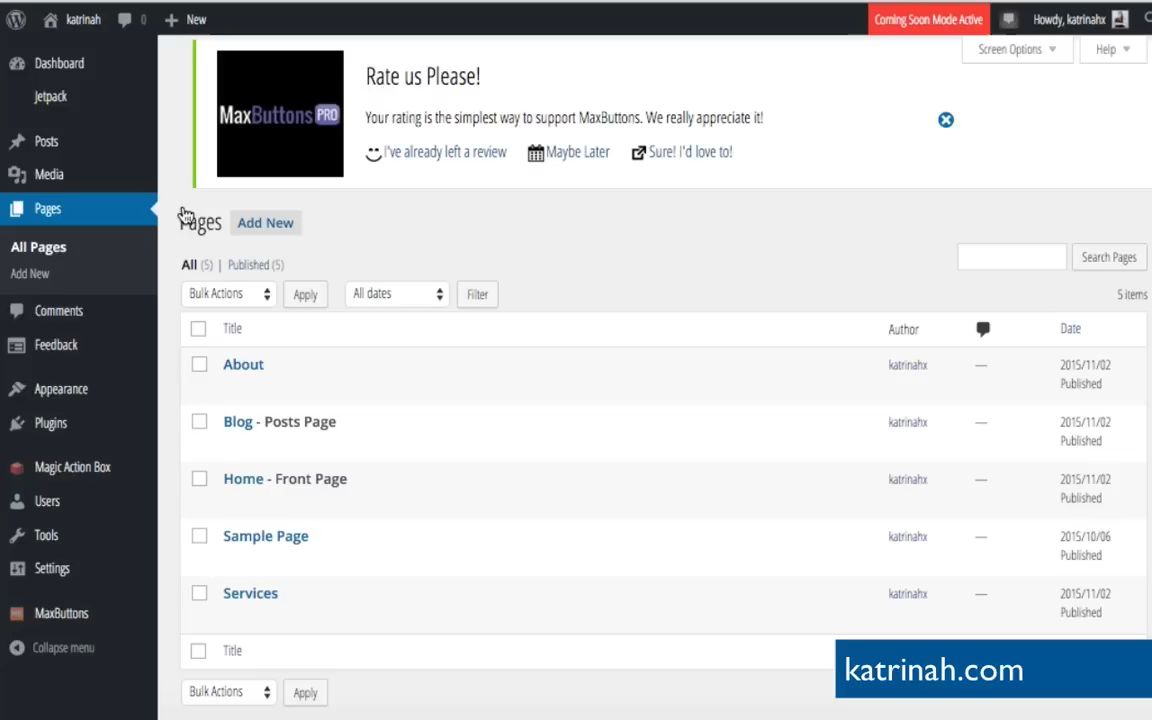 katrinah 0 New Coming Soon Mode Active Howdy, katrinahx
Dashboard
Jetpack
Posts
Media
Pages
All Pages
Add New
Comments
Feedback
Appearance
Plugins
Magic Action Box
Users
Tools
Settings
MaxButtons
Collapse menu
Screen Options Help
MaxButtons PRO
Rate us Please!
Your rating is the simplest way to support MaxButtons. We really appreciate it!
I've already left a review Maybe Later Sure! I'd love to!
Pages Add New
All (5) | Published (5)
Search Pages
Bulk Actions Apply All dates Filter
5 items
Title Author Date
About katrinahx — 2015/11/02
Published
Blog - Posts Page katrinahx — 2015/11/02
Published
Home - Front Page katrinahx — 2015/11/02
Published
Sample Page katrinahx — 2015/10/06
Published
Services katrinahx — 2015/11/02
Published
Title
Bulk Actions Apply
katrinah.com